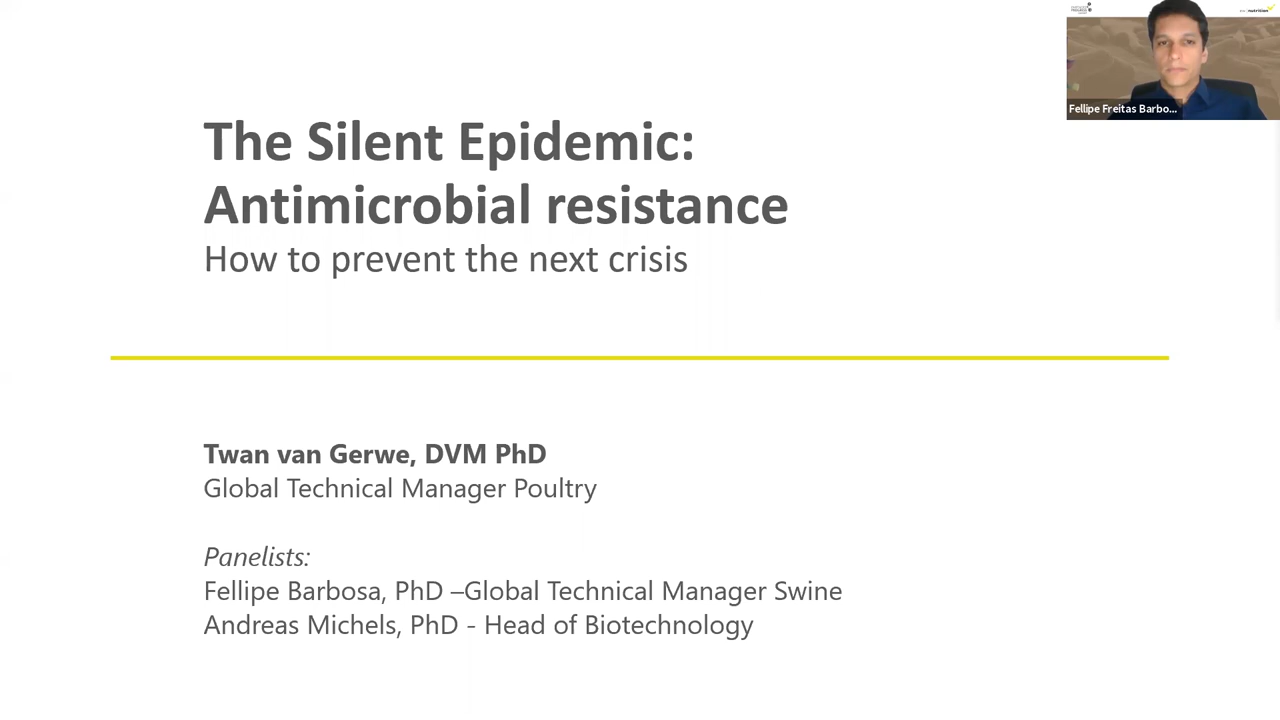 The Silent Epidemic:
Antimicrobial resistance
How to prevent the next crisis
Twan van Gerwe, DVM PhD
Global Technical Manager Poultry
Panelists:
Fellipe Barbosa, PhD –Global Technical Manager Swine
Andreas Michels, PhD - Head of Biotechnology
nutrition
Fellipe Freitas Barbo...